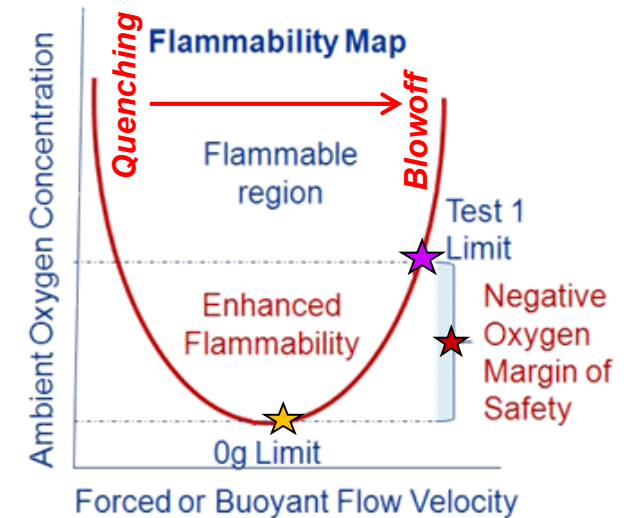 Flammability Map
Quenching
Blowoff
Flammable
region
Test 1
Limit
Enhanced
Flammability
Negative
Oxygen
Margin of
Safety
0g Limit
Ambient Oxygen Concentration
Forced or Buoyant Flow Velocity